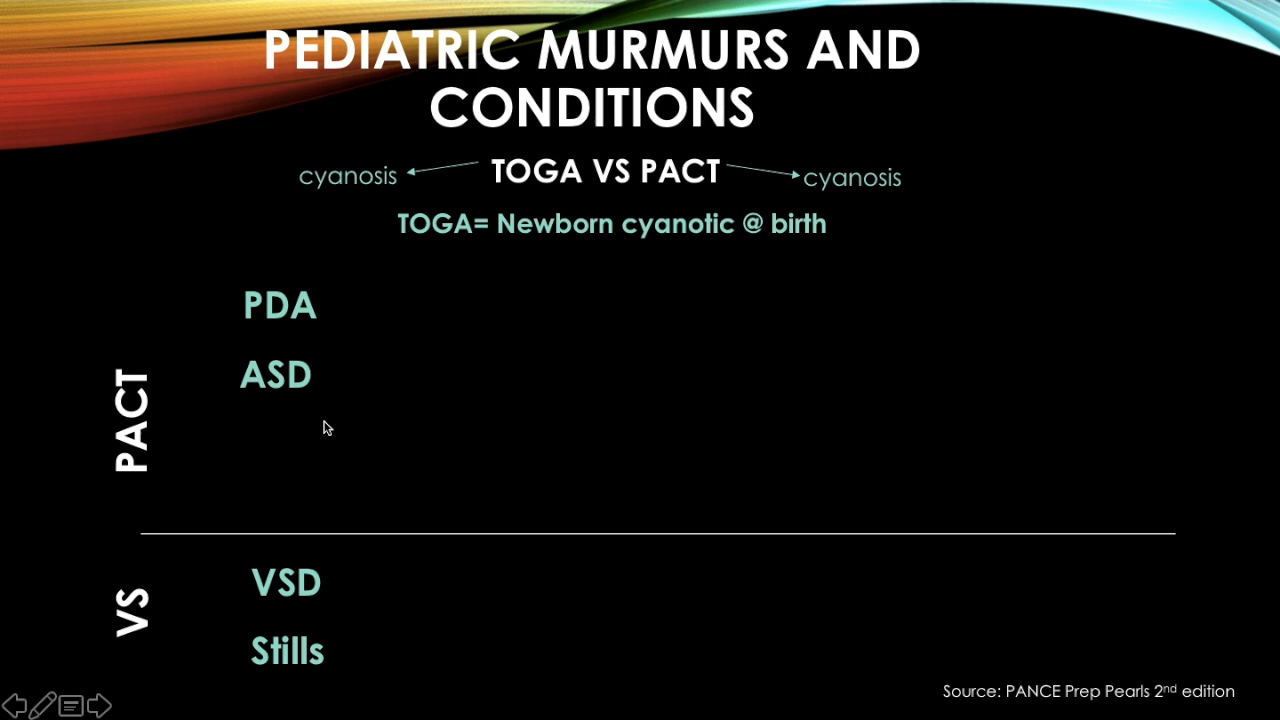 PEDIATRIC MURMURS AND
CONDITIONS
cyanosis TOGA VS PACT cyanosis
TOGA= Newborn cyanotic @ birth
PACT
PDA
ASD
VS
VSD
Stills
Source: PANCE Prep Pearls 2nd edition